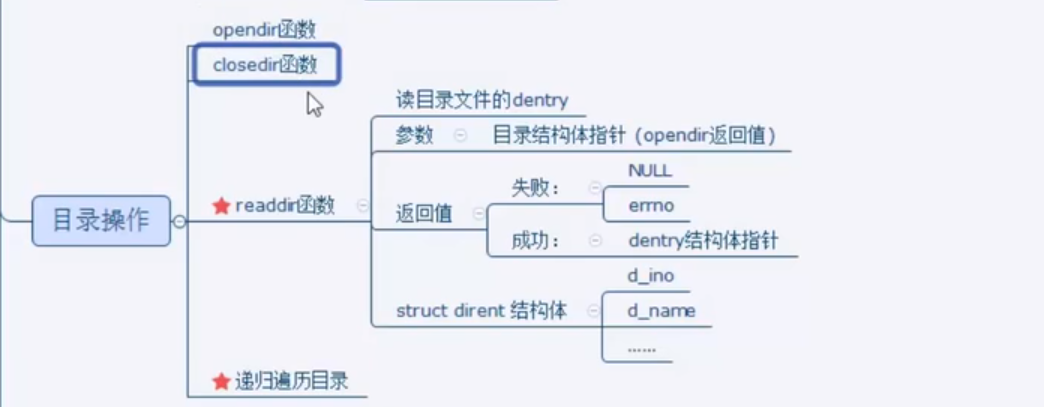 opendir函数
closedir函数
读目录文件的dentry
参数
目录结构体指针（opendir返回值）
NULL
失败：
★readdir函数
返回值
errno
目录操作
成功：
dentry结构体指针
d_ino
struct dirent 结构体
d_name
......
★递归遍历目录